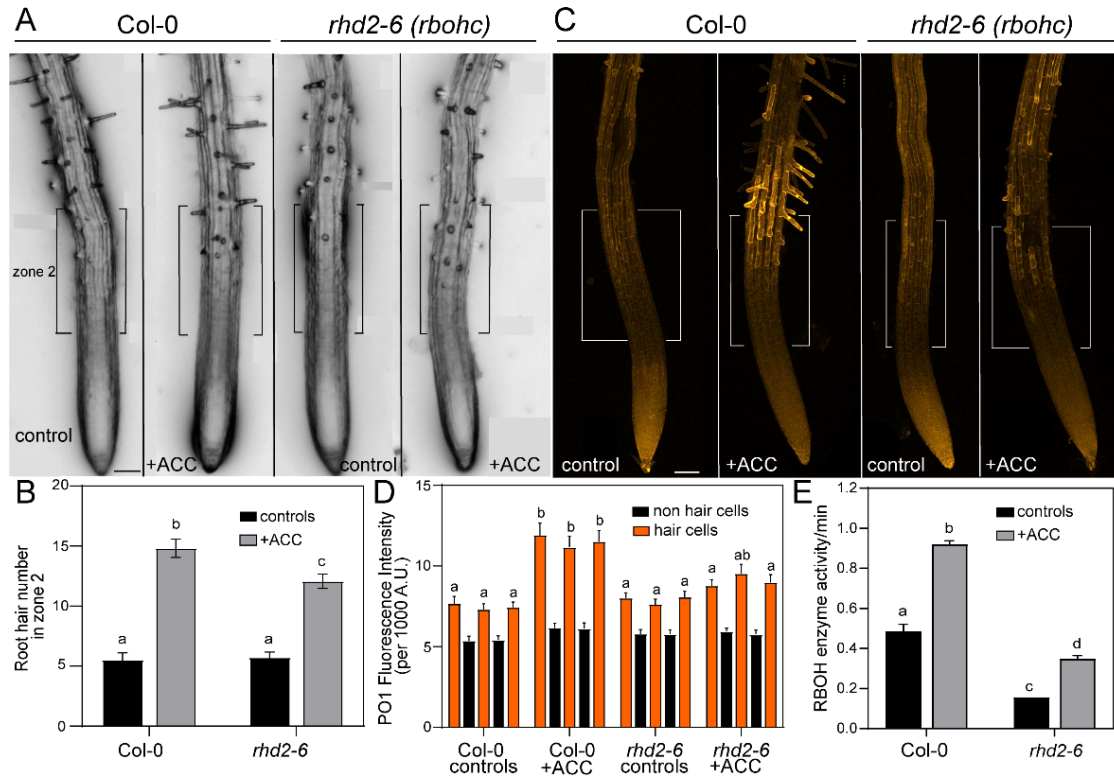 A
Col-0
rhd2-6 (rbohc)
zone 2
control
+ACC
control
+ACC
C
Col-0
rhd2-6 (rbohc)
control
+ACC
control
+ACC
B
Root hair number
in zone 2
20
15
10
5
0
controls
+ACC
a
b
a
c
Col-0
rhd2-6
D
PO1 Fluorescence Intensity
(per 1000 A.U.)
15
10
5
0
non hair cells
hair cells
a
a
a
b
b
b
a
a
a
a
ab
a
Col-0
controls
Col-0
+ACC
rhd2-6
controls
rhd2-6
+ACC
E
RBOH enzyme activity/min
1.2
1.0
0.8
0.6
0.4
0.2
0.0
controls
+ACC
a
b
c
d
Col-0
rhd2-6